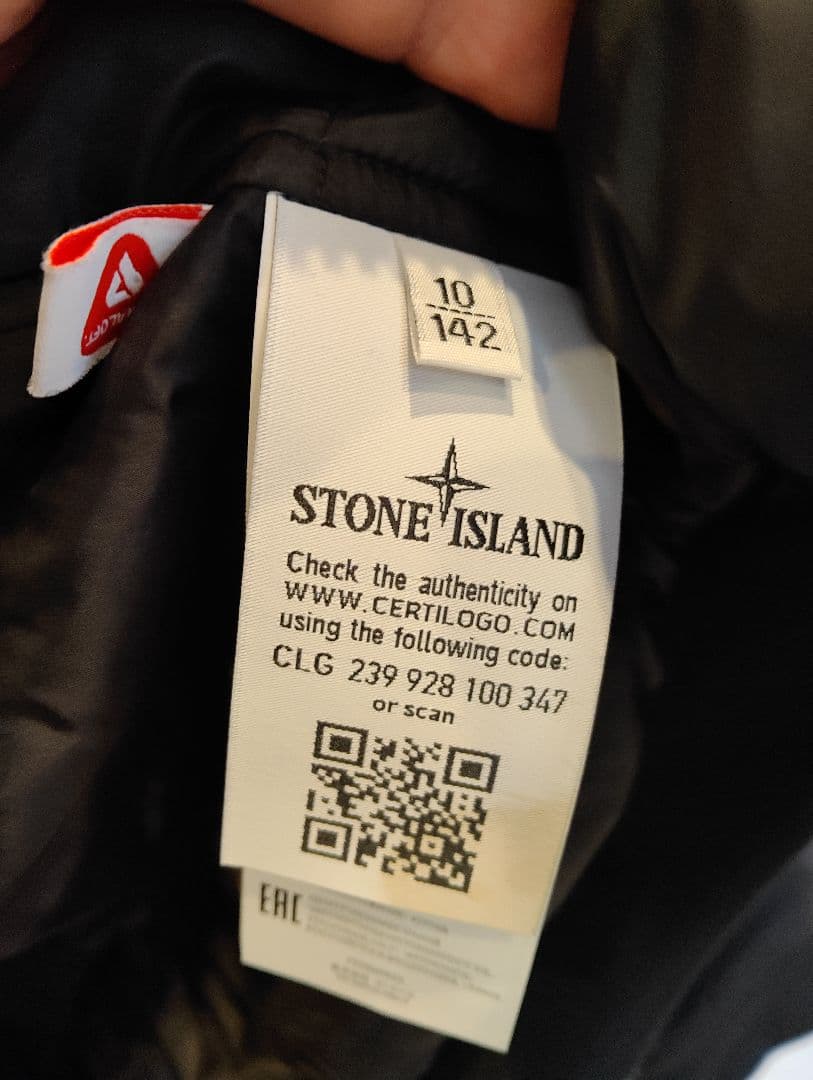 10
142
STONE ISLAND
Check the authenticity on
WWW.CERTILOGO.COM
using the following code:
CLG 239 928 100 347
or scan
EAC